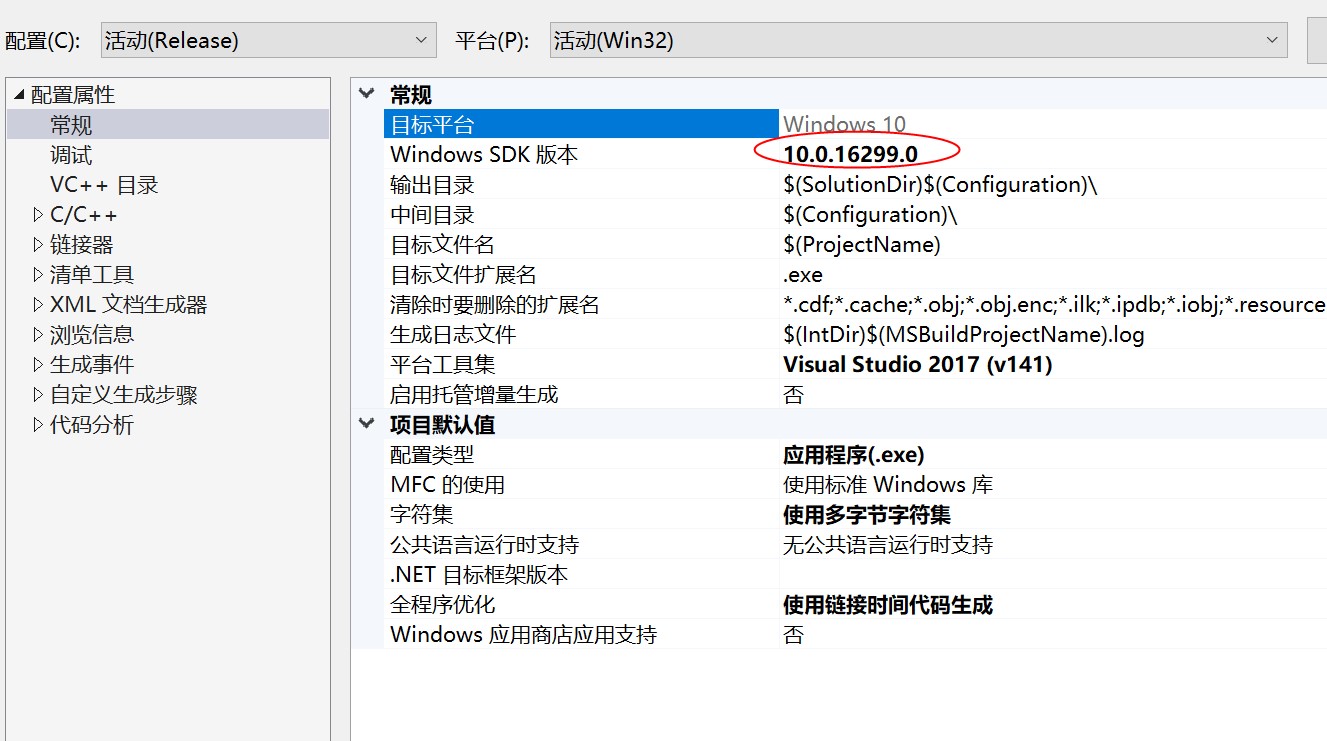 配置(C): 活动(Release) 平台(P): 活动(Win32)
配置属性
常规
调试
VC++ 目录
C/C++
链接器
清单工具
XML 文档生成器
浏览信息
生成事件
自定义生成步骤
代码分析
常规
目标平台 Windows 10
Windows SDK 版本 10.0.16299.0
输出目录 $(SolutionDir)$(Configuration)\
中间目录 $(Configuration)\
目标文件名 $(ProjectName)
目标文件扩展名 .exe
清除时要删除的扩展名 *.cdf;*.cache;*.obj;*.obj.enc;*.ilk;*.ipdb;*.iobj;*.resource
生成日志文件 $(IntDir)$(MSBuildProjectName).log
平台工具集 Visual Studio 2017 (v141)
启用托管增量生成 否
项目默认值
配置类型 应用程序(.exe)
MFC 的使用 使用标准 Windows 库
字符集 使用多字节字符集
公共语言运行时支持 无公共语言运行时支持
.NET 目标框架版本
全程序优化 使用链接时间代码生成
Windows 应用商店应用支持 否